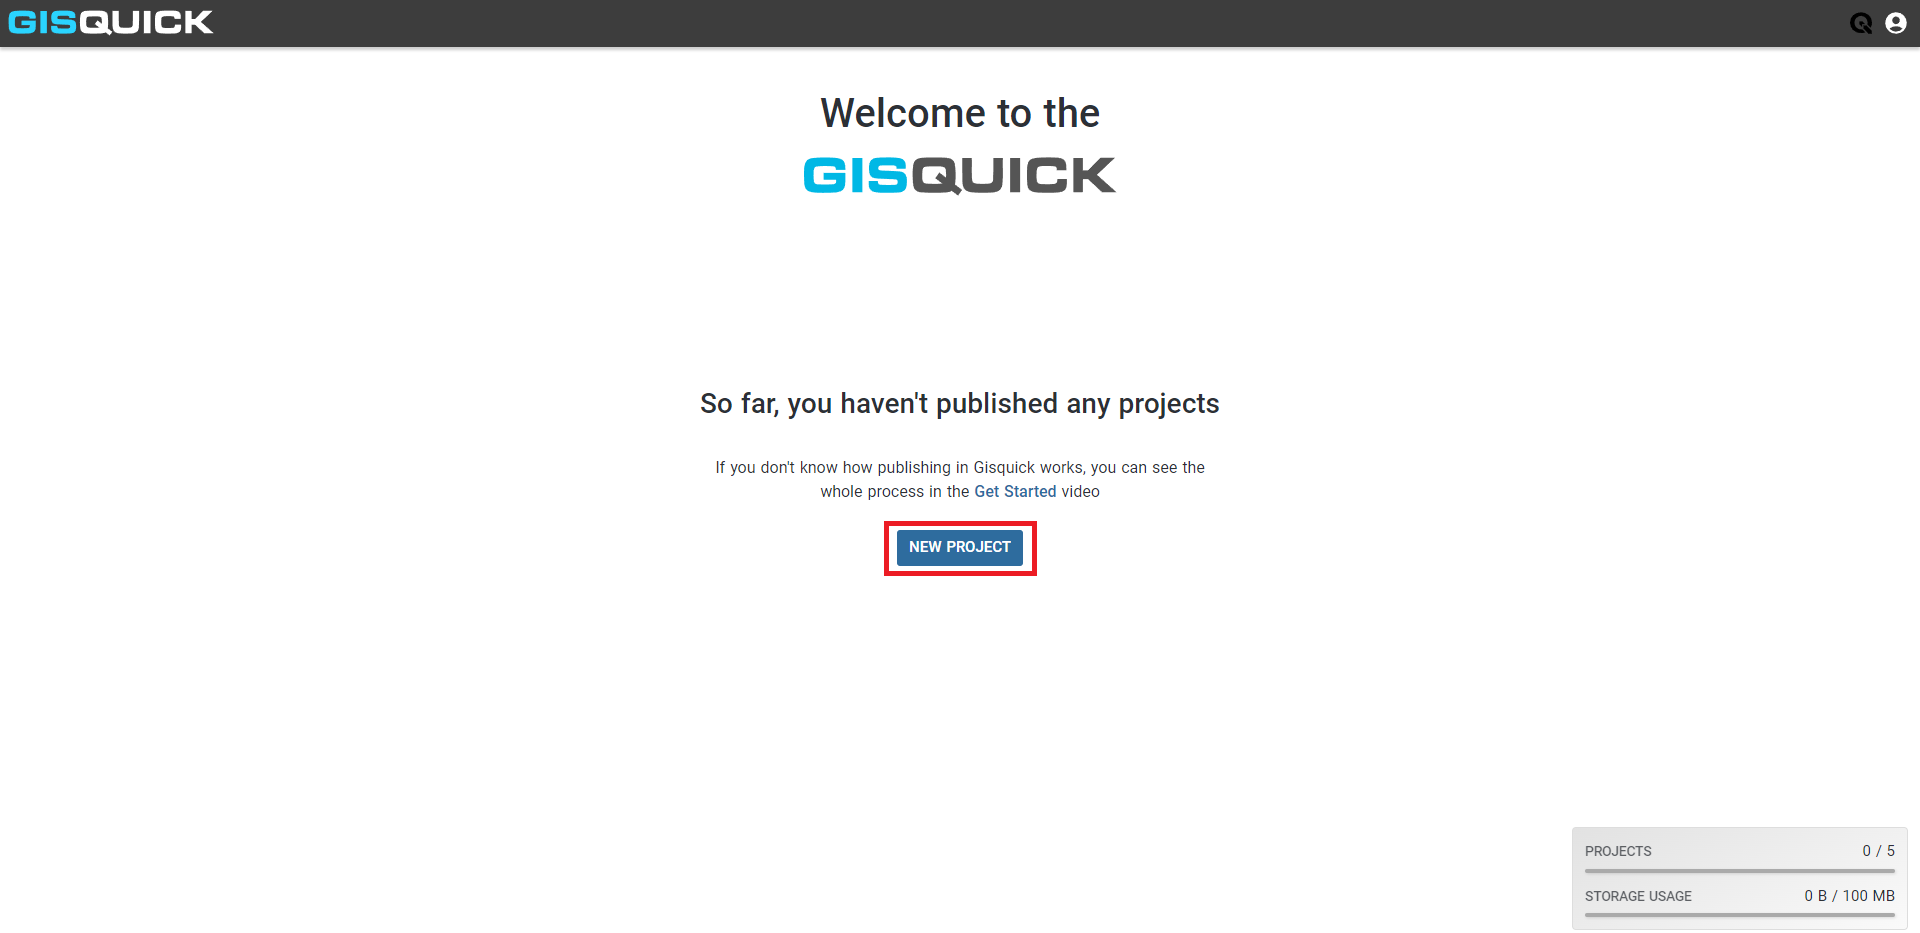 GISQUICK
Welcome to the
GISQUICK
So far, you haven't published any projects
If you don't know how publishing in Gisquick works, you can see the
whole process in the Get Started video
NEW PROJECT
PROJECTS 0 / 5
STORAGE USAGE 0 B / 100 MB